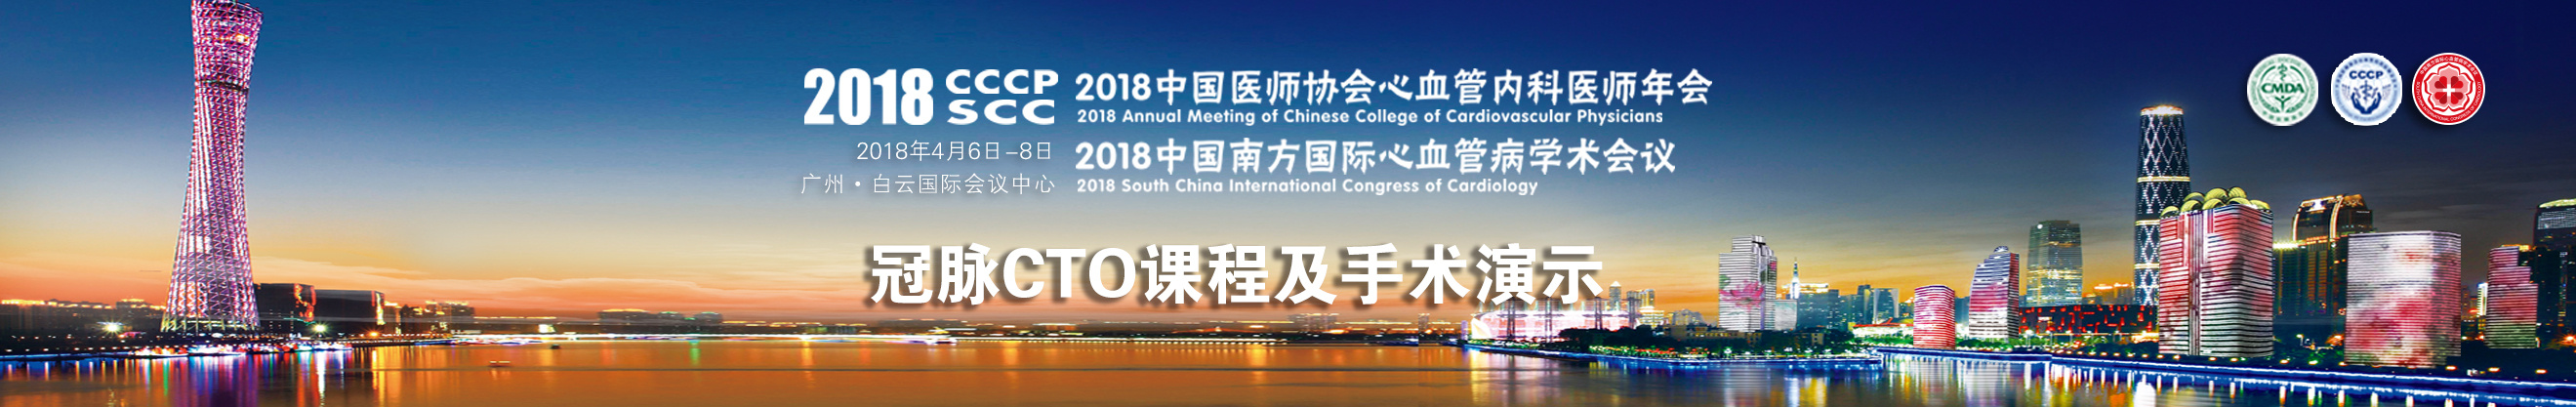 2018 CCCP
SCC
2018年4月6日-8日
广州·白云国际会议中心
2018中国医师协会心血管内科医师年会
2018 Annual Meeting of Chinese College of Cardiovascular Physicians
2018中国南方国际心血管病学术会议
2018 South China International Congress of Cardiology
冠脉CTO课程及手术演示
CMDA
CCCP